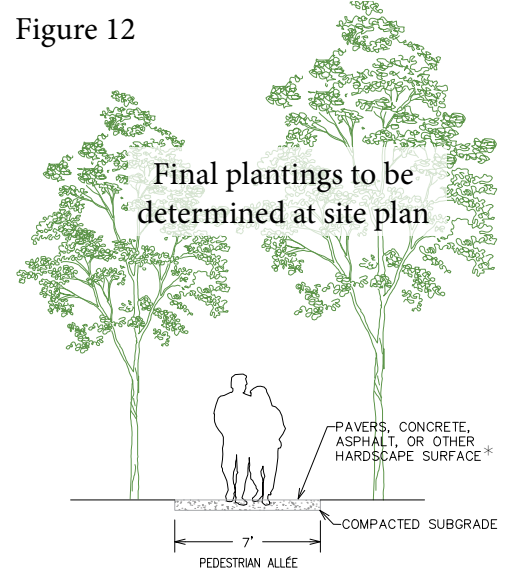 Figure 12
Final plantings to be
determined at site plan
PAVERS, CONCRETE,
ASPHALT, OR OTHER
HARDSCAPE SURFACE*
COMPACTED SUBGRADE
7'
PEDESTRIAN ALLÉE